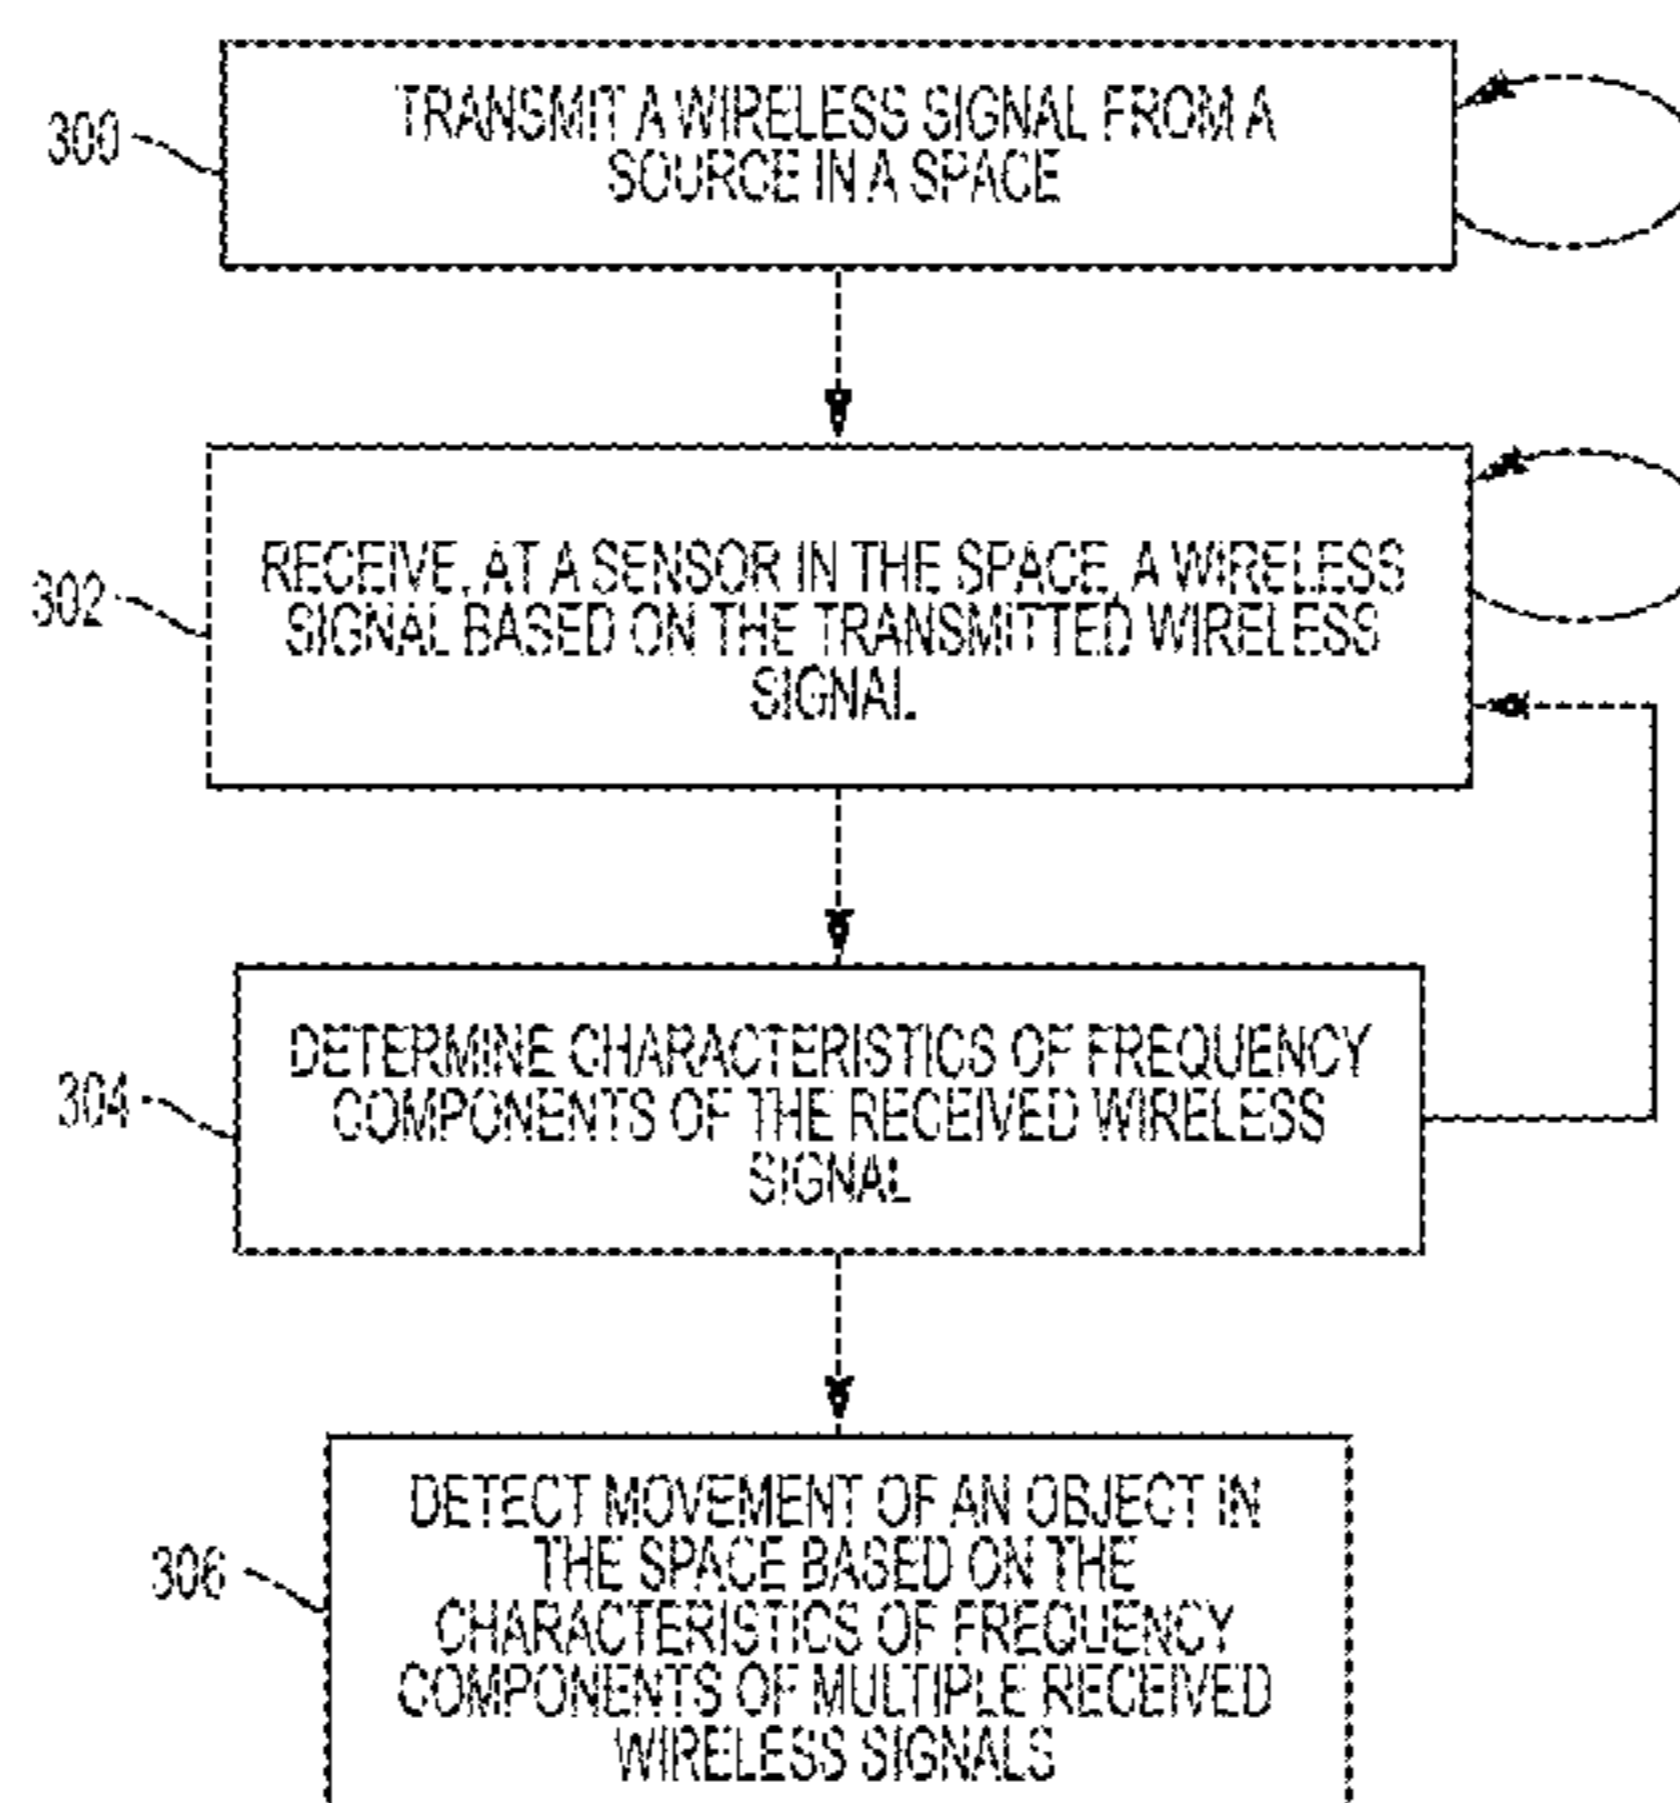 300
TRANSMIT A WIRELESS SIGNAL FROM A
SOURCE IN A SPACE
302
RECEIVE, AT A SENSOR IN THE SPACE, A WIRELESS
SIGNAL BASED ON THE TRANSMITTED WIRELESS
SIGNAL
304
DETERMINE CHARACTERISTICS OF FREQUENCY
COMPONENTS OF THE RECEIVED WIRELESS
SIGNAL
306
DETECT MOVEMENT OF AN OBJECT IN
THE SPACE BASED ON THE
CHARACTERISTICS OF FREQUENCY
COMPONENTS OF MULTIPLE RECEIVED
WIRELESS SIGNALS